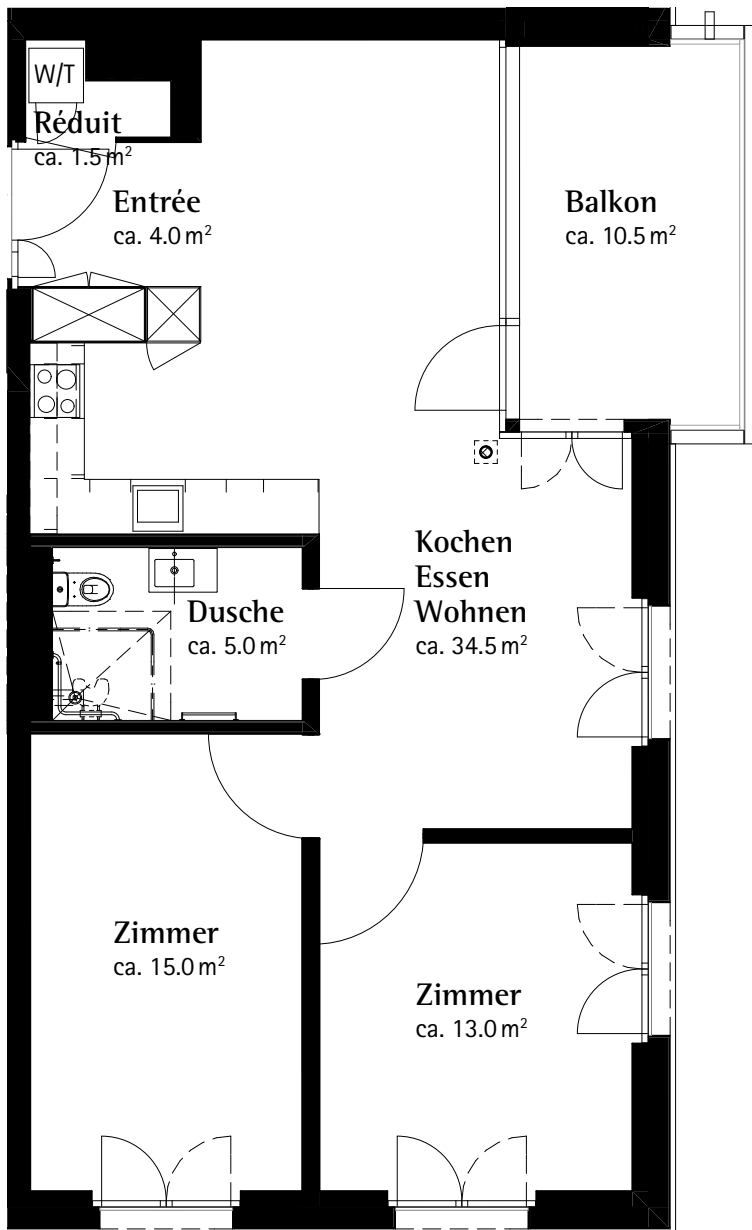 W/T
Réduit
ca. 1.5 m²
Entrée
ca. 4.0 m²
Balkon
ca. 10.5 m²
Kochen
Essen
Wohnen
ca. 34.5 m²
Dusche
ca. 5.0 m²
Zimmer
ca. 15.0 m²
Zimmer
ca. 13.0 m²